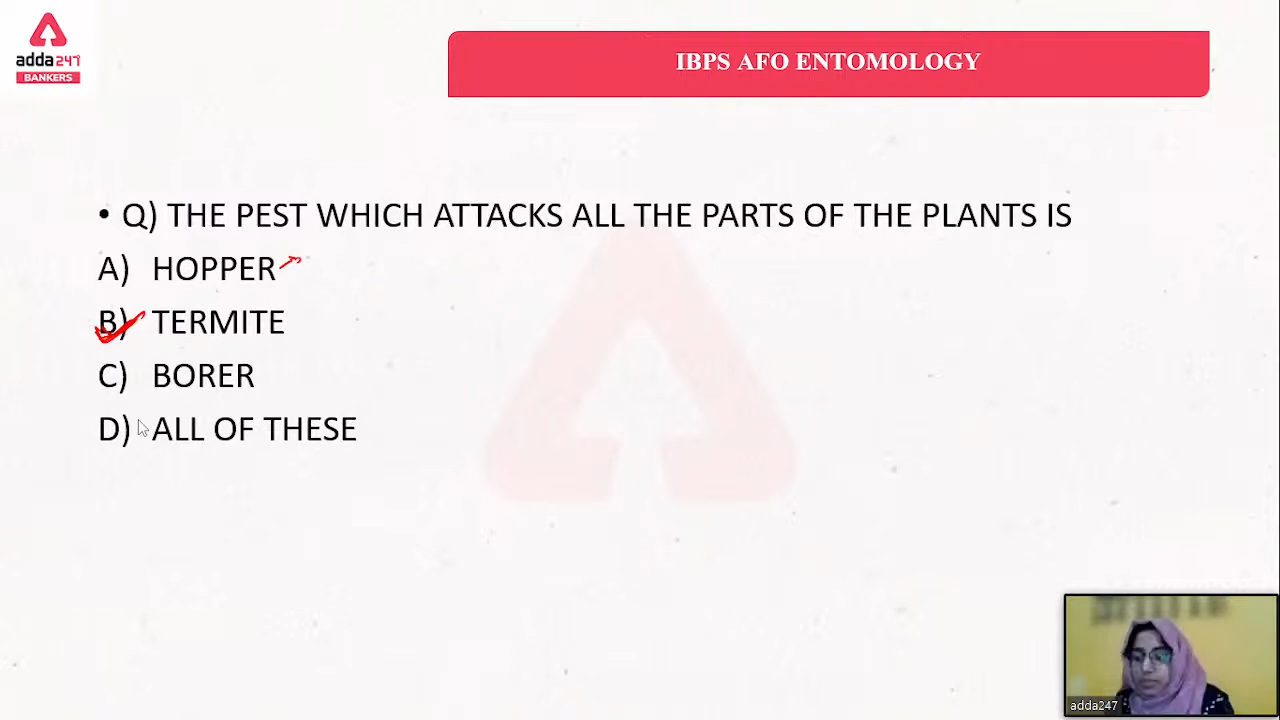 adda247
BANKERS
IBPS AFO ENTOMOLOGY
• Q) THE PEST WHICH ATTACKS ALL THE PARTS OF THE PLANTS IS
A) HOPPER
B) TERMITE
C) BORER
D) ALL OF THESE
adda247